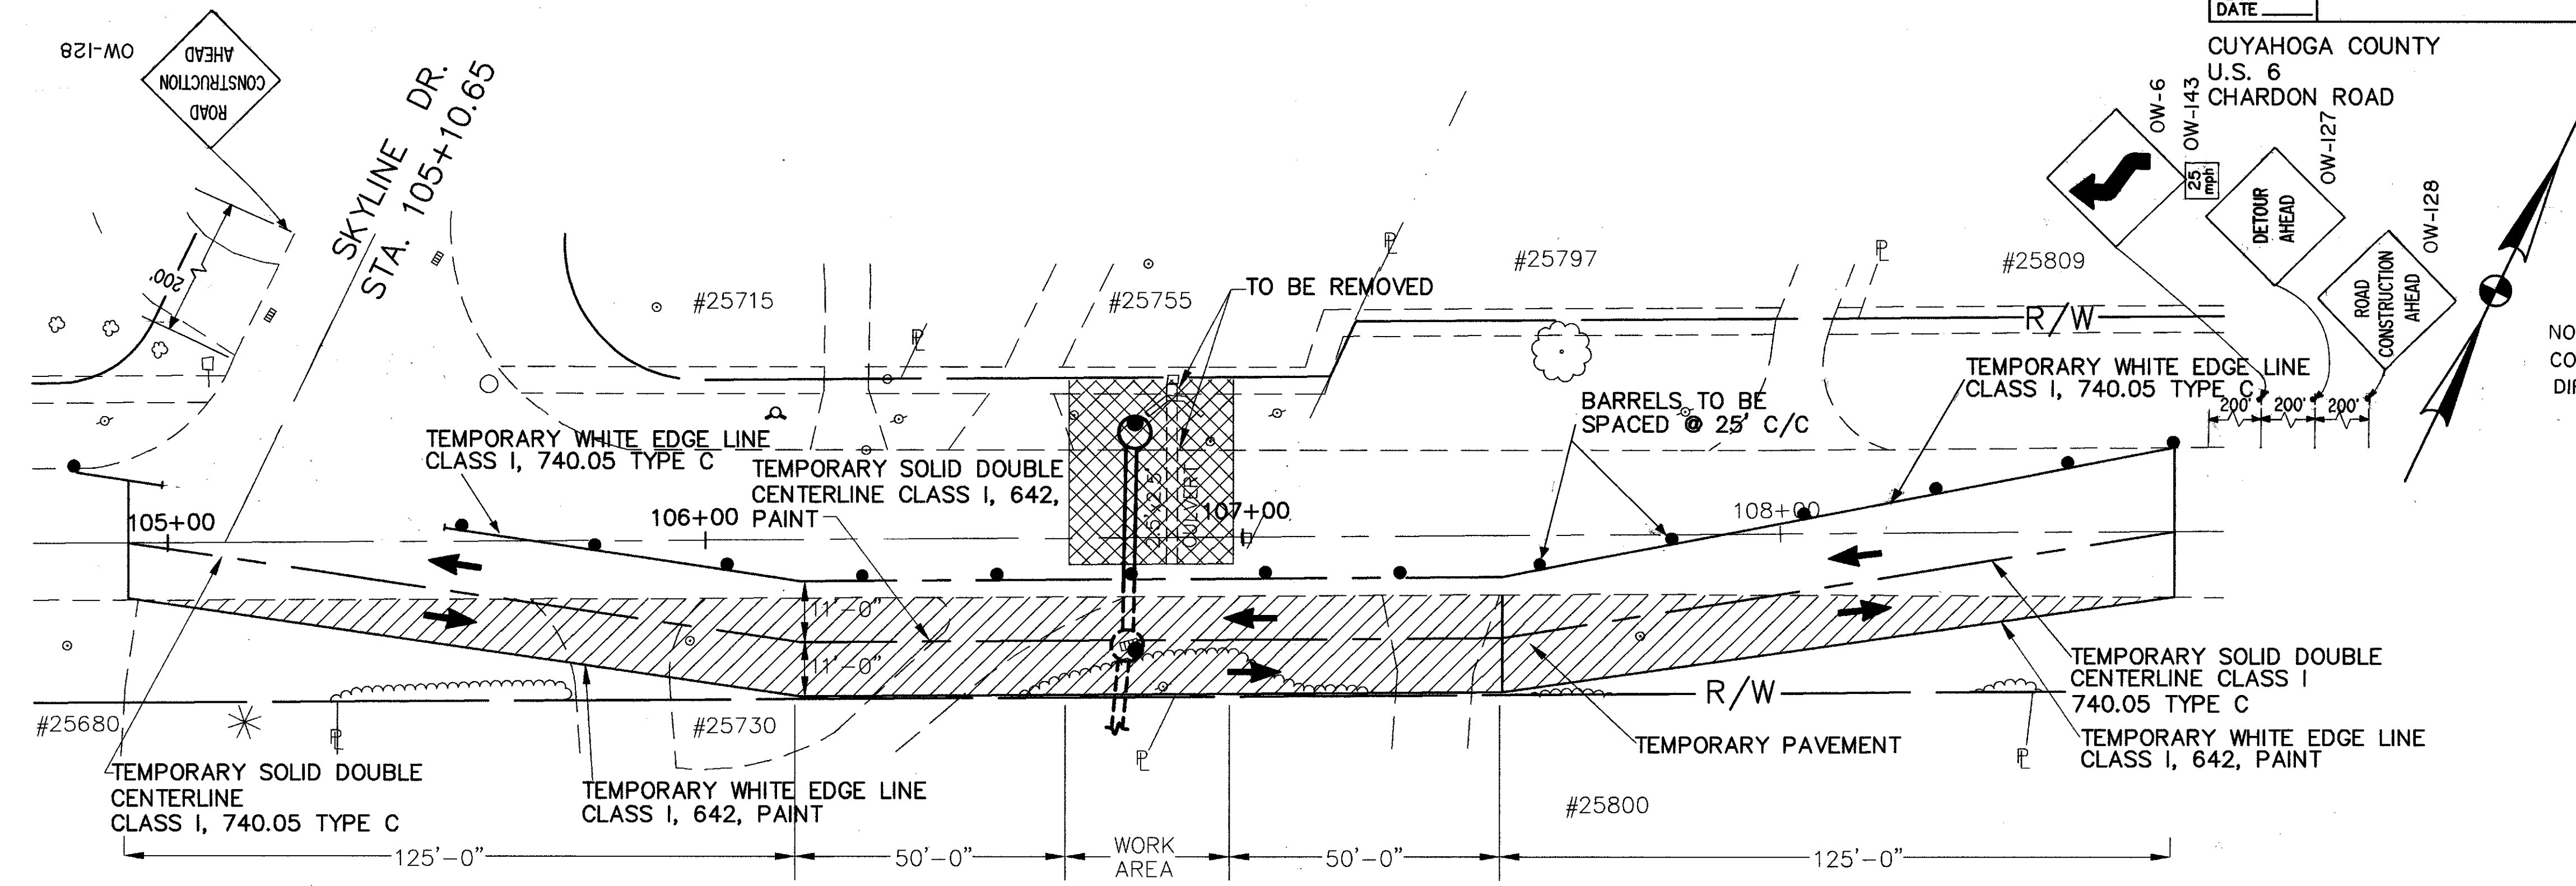 DATE
CUYAHOGA COUNTY
U.S. 6
CHARDON ROAD
OW-128
ROAD
CONSTRUCTION
AHEAD
SKYLINE DR.
STA. 105+10.65
200'
OW-6
OW-143
25
mph
OW-127
DETOUR
AHEAD
OW-128
ROAD
CONSTRUCTION
AHEAD
#25715
#25755
TO BE REMOVED
#25797
#25809
R/W
NO
CO
DI
200'
200'
200'
TEMPORARY WHITE EDGE LINE
CLASS I, 740.05 TYPE C
BARRELS TO BE
SPACED @ 25' C/C
TEMPORARY WHITE EDGE LINE
CLASS I, 740.05 TYPE C
TEMPORARY SOLID DOUBLE
CENTERLINE CLASS I, 642,
PAINT
CULVERT
105+00
106+00
107+00
108+00
11'-0"
11'-0"
R/W
#25680
#25730
TEMPORARY PAVEMENT
TEMPORARY SOLID DOUBLE
CENTERLINE CLASS I
740.05 TYPE C
TEMPORARY WHITE EDGE LINE
CLASS I, 642, PAINT
TEMPORARY SOLID DOUBLE
CENTERLINE
CLASS I, 740.05 TYPE C
TEMPORARY WHITE EDGE LINE
CLASS I, 642, PAINT
#25800
125'-0"
50'-0"
WORK
AREA
50'-0"
125'-0"